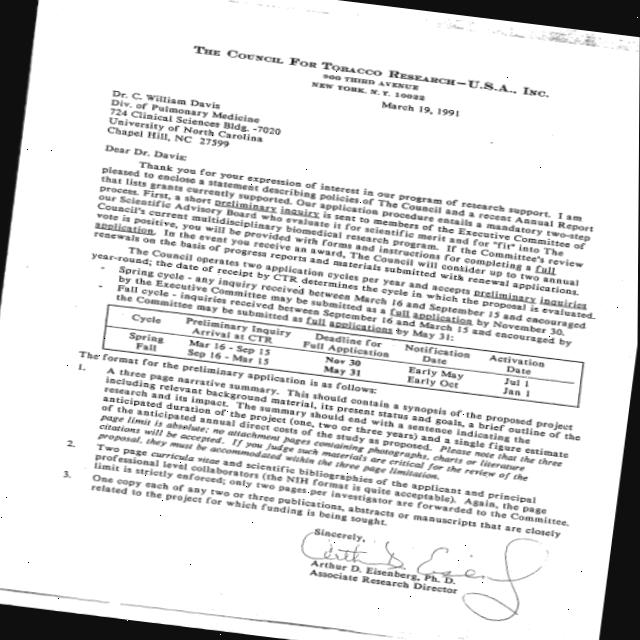 THE COUNCIL FOR TOBACCO RESEARCH—U.S.A., INC.
900 THIRD AVENUE
NEW YORK, N. Y. 10022
March 19, 1991
Dr. C. William Davis
Div. of Pulmonary Medicine
724 Clinical Sciences Bldg. -7020
University of North Carolina
Chapel Hill, NC 27599
Dear Dr. Davis:
Thank you for your expression of interest in our program of research support. I am
pleased to enclose a statement describing policies of The Council and a recent Annual Report
that lists grants currently supported. Our application procedure entails a mandatory two-step
process. First, a short preliminary inquiry is sent to members of the Executive Committee of
our Scientific Advisory Board who evaluate it for scientific merit and for "fit" into The
Council's current multidisciplinary biomedical research program. If the Committee's review
vote is positive, you will be provided with forms and instructions for completing a full
application. In the event you receive an award, The Council will consider up to two annual
renewals on the basis of progress reports and materials submitted with renewal applications.
The Council operates two application cycles per year and accepts preliminary inquiries
year-round; the date of receipt by CTR determines the cycle in which the proposal is evaluated.
- Spring cycle - any inquiry received between March 16 and September 15 and encouraged
by the Executive Committee may be submitted as a full application by November 30.
- Fall cycle - inquiries received between September 16 and March 15 and encouraged by
the Committee may be submitted as full applications by May 31:
Cycle Preliminary Inquiry Deadline for Notification Activation
Arrival at CTR Full Application Date Date
Spring Mar 16 - Sep 15 Nov 30 Early May Jul 1
Fall Sep 16 - Mar 15 May 31 Early Oct Jan 1
The format for the preliminary application is as follows:
1. A three page narrative summary. This should contain a synopsis of the proposed project
including relevant background material, its present status and goals, a brief outline of the
research and its impact. The summary should end with a sentence indicating the
anticipated duration of the project (one, two or three years) and a single figure estimate
of the anticipated annual direct costs of the study as proposed. Please note that the three
page limit is absolute; no attachment pages containing photographs, charts or literature
citations will be accepted. If you judge such materials are critical for the review of the
proposal, they must be accommodated within the three page limitation.
2. Two page curricula vitae and scientific bibliographies of the applicant and principal
professional level collaborators (the NIH format is quite acceptable). Again, the page
limit is strictly enforced; only two pages per investigator are forwarded to the Committee.
3. One copy each of any two or three publications, abstracts or manuscripts that are closely
related to the project for which funding is being sought.
Sincerely,
Arthur D. Eisenberg, Ph. D.
Associate Research Director